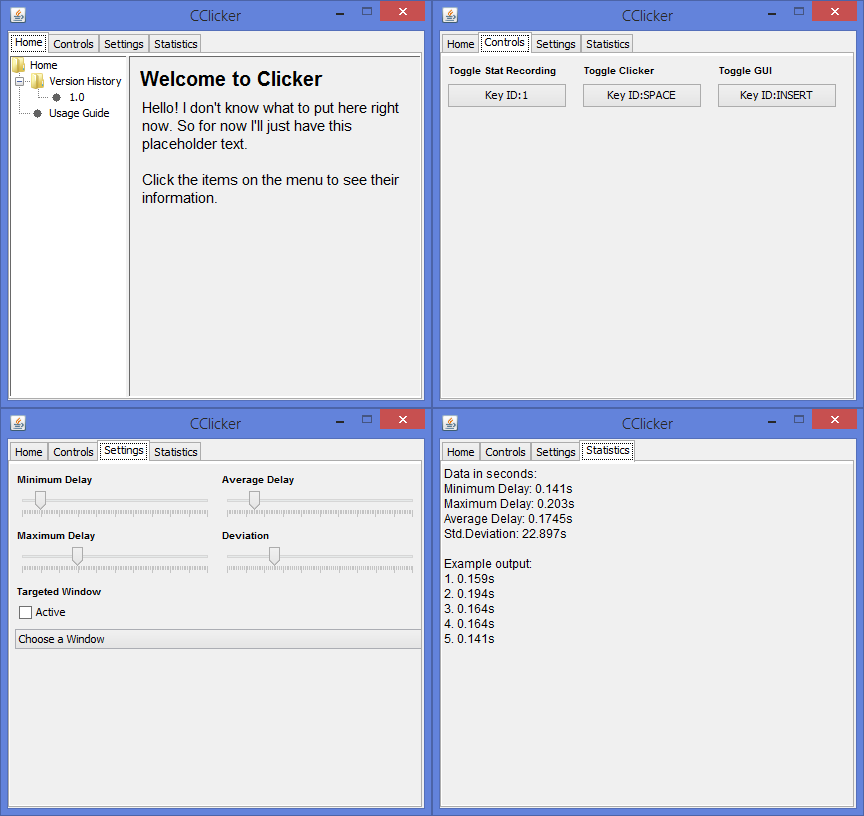 CClicker
Home Controls Settings Statistics
Home
Version History
1.0
Usage Guide
Welcome to Clicker
Hello! I don't know what to put here right
now. So for now I'll just have this
placeholder text.
Click the items on the menu to see their
information.
CClicker
Home Controls Settings Statistics
Toggle Stat Recording Toggle Clicker Toggle GUI
Key ID:1 Key ID:SPACE Key ID:INSERT
CClicker
Home Controls Settings Statistics
Minimum Delay Average Delay
Maximum Delay Deviation
Targeted Window
Active
Choose a Window
CClicker
Home Controls Settings Statistics
Data in seconds:
Minimum Delay: 0.141s
Maximum Delay: 0.203s
Average Delay: 0.1745s
Std.Deviation: 22.897s
Example output:
1. 0.159s
2. 0.194s
3. 0.164s
4. 0.164s
5. 0.141s